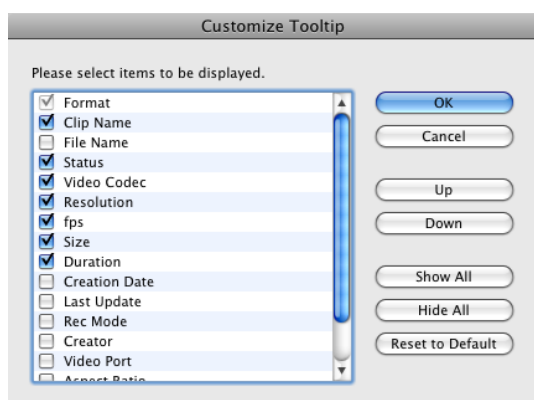 Customize Tooltip
Please select items to be displayed.
Format
Clip Name
File Name
Status
Video Codec
Resolution
fps
Size
Duration
Creation Date
Last Update
Rec Mode
Creator
Video Port
Aspect Ratio
OK
Cancel
Up
Down
Show All
Hide All
Reset to Default